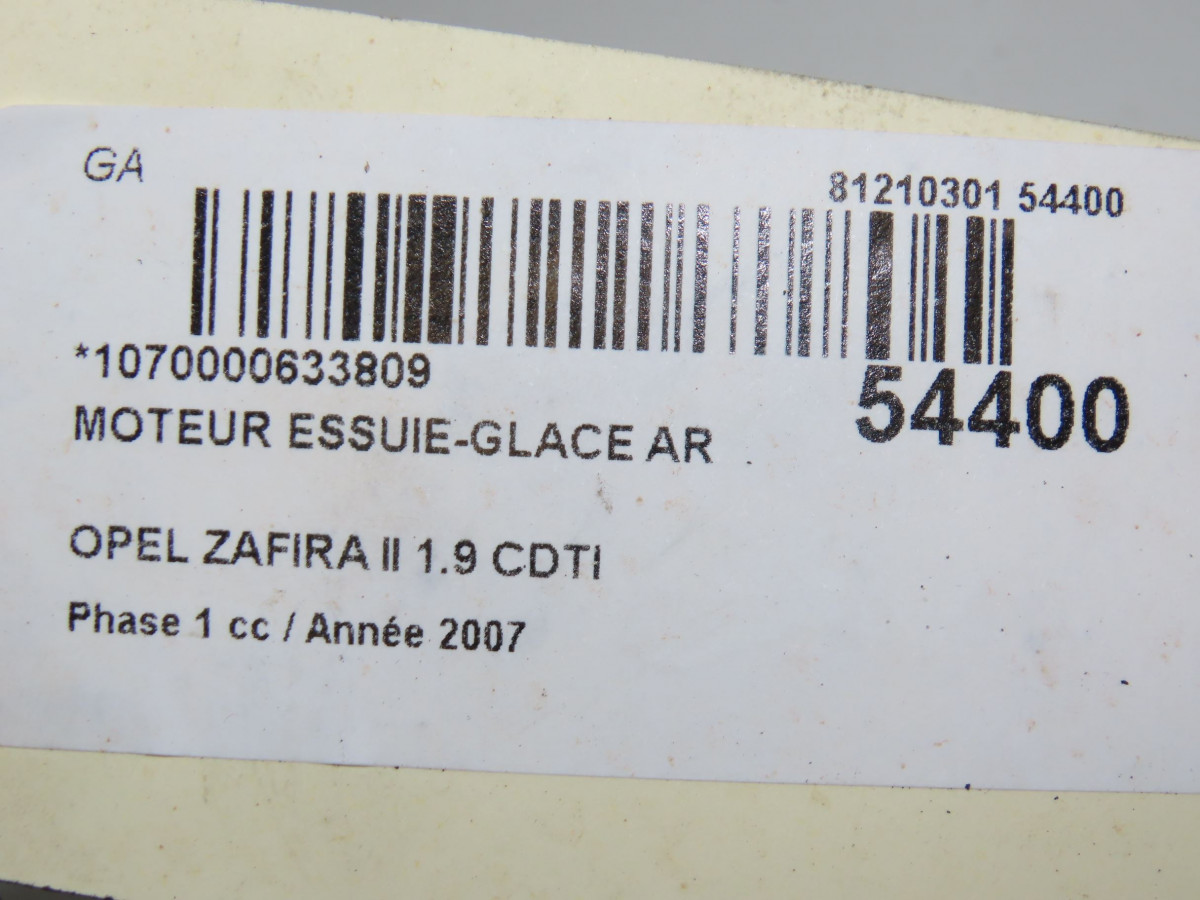 GA
81210301 54400
*1070000633809
54400
MOTEUR ESSUIE-GLACE AR
OPEL ZAFIRA II 1.9 CDTI
Phase 1 cc / Année 2007